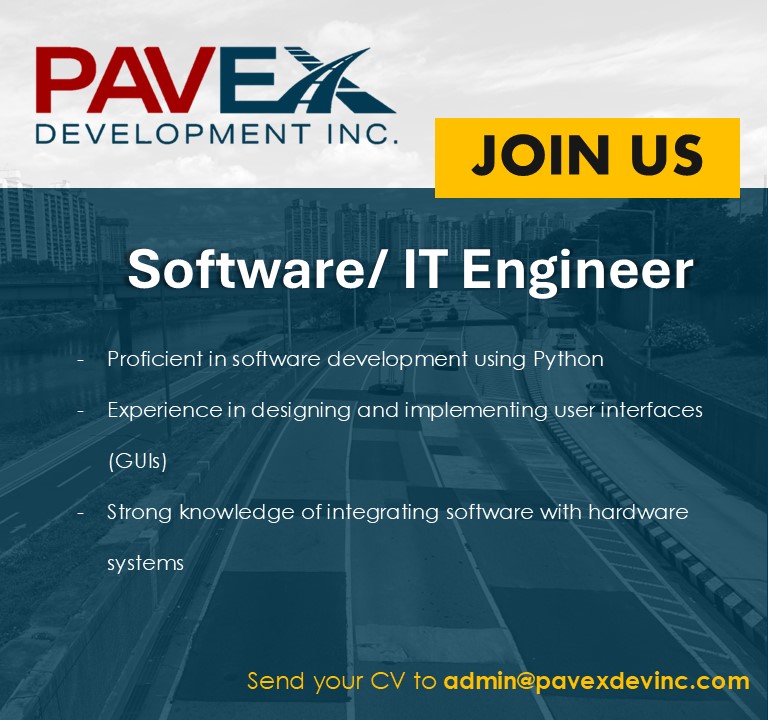 PAVEX
DEVELOPMENT INC.
JOIN US
Software/ IT Engineer
- Proficient in software development using Python
- Experience in designing and implementing user interfaces
(GUIs)
- Strong knowledge of integrating software with hardware
systems
Send your CV to admin@pavexdevinc.com